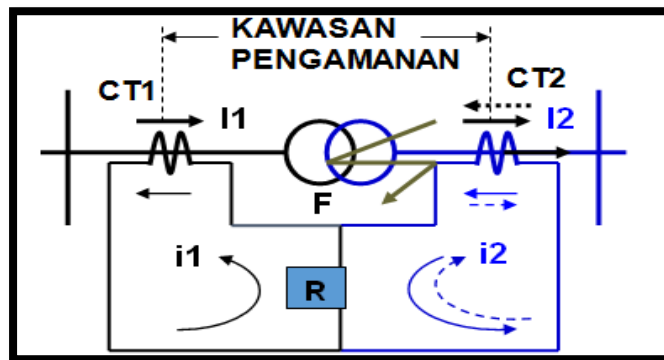 KAWASAN
PENGAMANAN
CT1
CT2
I1
I2
F
i1
i2
R